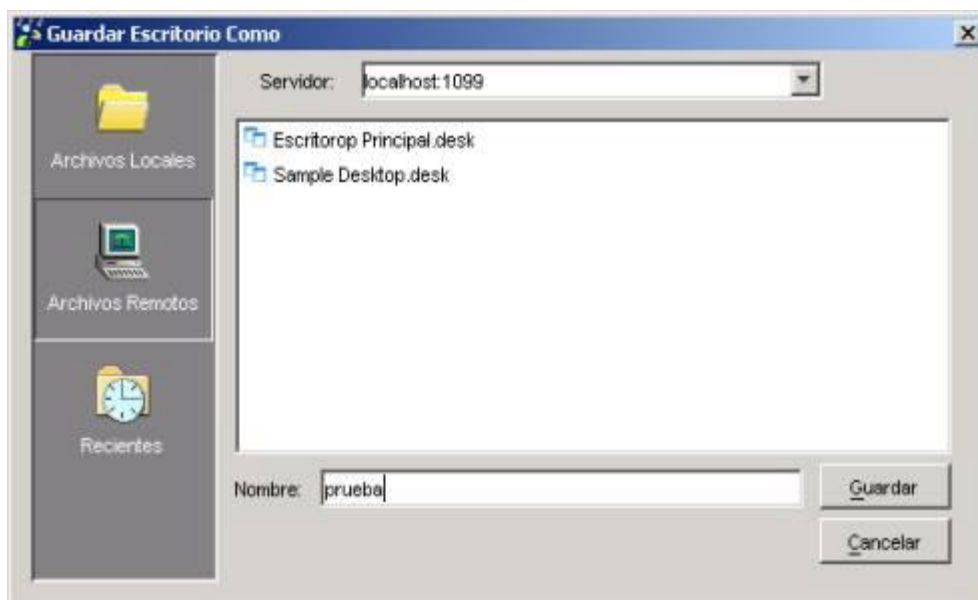 Guardar Escritorio Como
Archivos Locales
Archivos Remotos
Recientes
Servidor: localhost:1099
Escritorop Principal.desk
Sample Desktop.desk
Nombre: prueba
Guardar
Cancelar